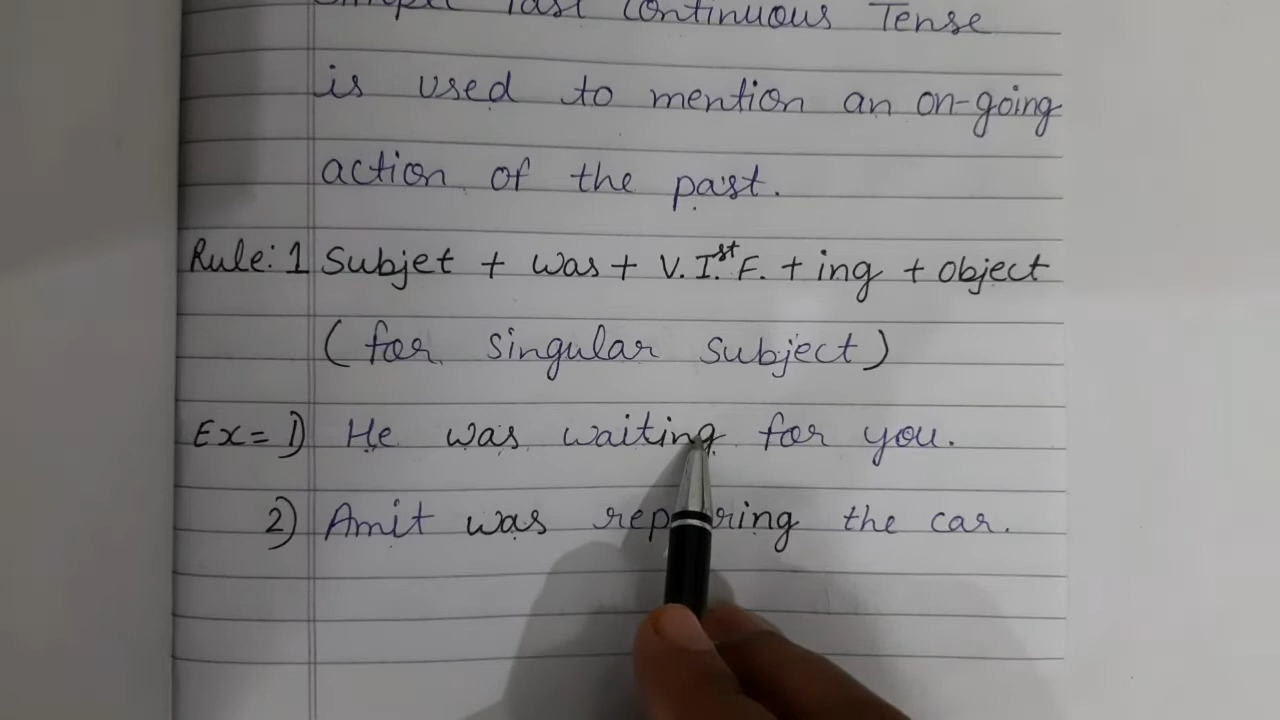 Past Continuous Tense
is used to mention an on-going
action of the past.
Rule: 1 Subjet + was + V. Ist F. + ing + object
(for singular subject)
Ex = 1) He was waiting for you.
2) Amit was the car.